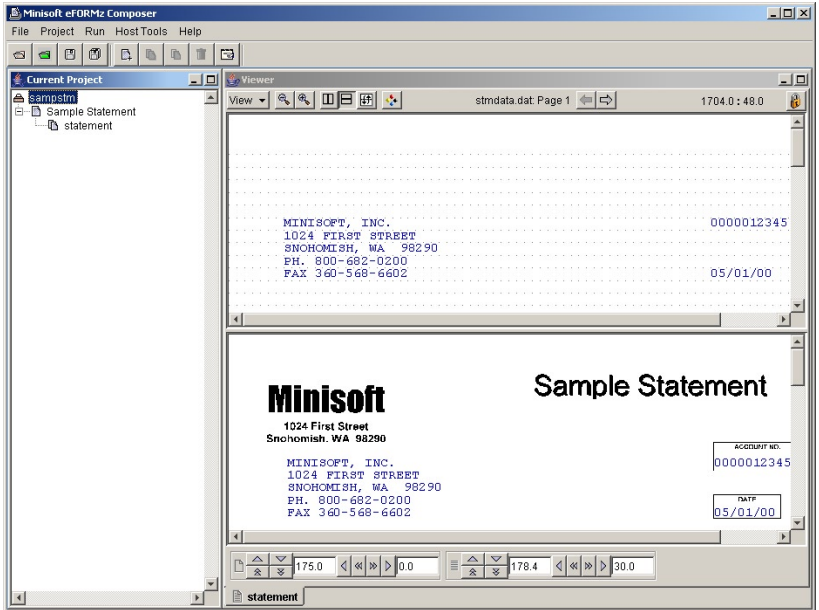 Minisoft eFORMz Composer
File Project Run Host Tools Help
Current Project
sampstm
Sample Statement
statement
Viewer
View
stmdata.dat: Page 1
1704.0 : 48.0
MINISOFT, INC. 0000012345
1024 FIRST STREET
SNOHOMISH, WA 98290
PH. 800-682-0200
FAX 360-568-6602 05/01/00
Minisoft
Sample Statement
1024 First Street
Snohomish. WA 98290
ACCOUNT NO.
MINISOFT, INC. 0000012345
1024 FIRST STREET
SNOHOMISH, WA 98290
PH. 800-682-0200
DATE
FAX 360-568-6602 05/01/00
175.0 0.0 178.4 30.0
statement